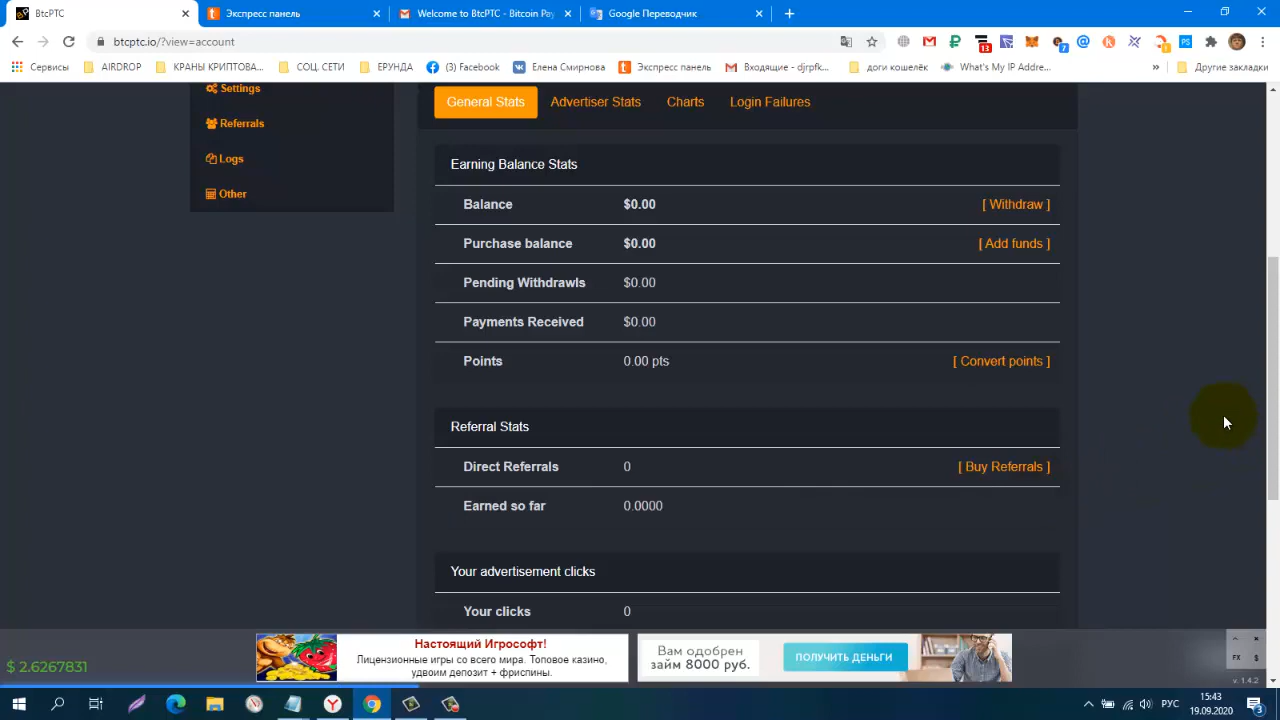 BtcPTC
Экспресс панель
Welcome to BtcPTC - Bitcoin Pay
Google Переводчик
btcptc.io/?view=account
13
7
Сервисы
AIRDROP
КРАНЫ КРИПТОВА...
СОЦ. СЕТИ
ЕРУНДА
(3) Facebook
Елена Смирнова
Экспресс панель
Входящие - djrpfk...
доги кошелёк
What's My IP Addre...
»
Другие закладки
Settings
Referrals
Logs
Other
General Stats
Advertiser Stats
Charts
Login Failures
Earning Balance Stats
Balance $0.00 [ Withdraw ]
Purchase balance $0.00 [ Add funds ]
Pending Withdrawls $0.00
Payments Received $0.00
Points 0.00 pts [ Convert points ]
Referral Stats
Direct Referrals 0 [ Buy Referrals ]
Earned so far 0.0000
Your advertisement clicks
Your clicks 0
$ 2.6267831
Настоящий Игрософт!
Лицензионные игры со всего мира. Топовое казино,
удвоим депозит + фриспины.
Вам одобрен
займ 8000 руб.
ПОЛУЧИТЬ ДЕНЬГИ
FX $
v. 1.4.2
РУС
15:43
19.09.2020
3